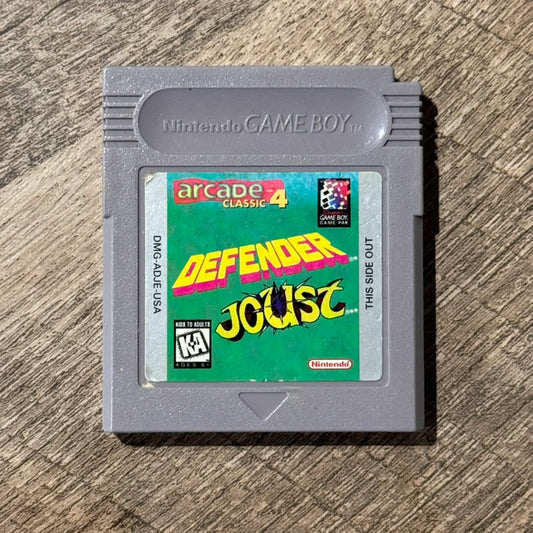 Nintendo GAME BOY TM
arcade
CLASSIC 4
Super
GAME BOY
GAME PAK
DEFENDER ®
JOUST ®
DMG-ADJE-USA
THIS SIDE OUT
KIDS TO ADULTS
K-A
AGES 6+
Nintendo